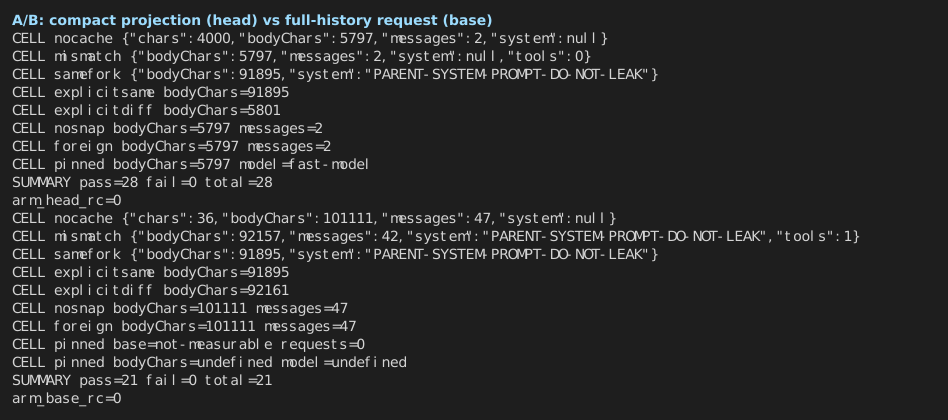 A/B: compact projection (head) vs full-history request (base)
CELL nocache {"chars":4000,"bodyChars":5797,"messages":2,"system":null}
CELL mismatch {"bodyChars":5797,"messages":2,"system":null,"tools":0}
CELL samefork {"bodyChars":91895,"system":"PARENT-SYSTEM-PROMPT-DO-NOT-LEAK"}
CELL explicitsame bodyChars=91895
CELL explicitdiff bodyChars=5801
CELL nosnap bodyChars=5797 messages=2
CELL foreign bodyChars=5797 messages=2
CELL pinned bodyChars=5797 model=fast-model
SUMMARY pass=28 fail=0 total=28
arm_head_rc=0
CELL nocache {"chars":36,"bodyChars":101111,"messages":47,"system":null}
CELL mismatch {"bodyChars":92157,"messages":42,"system":"PARENT-SYSTEM-PROMPT-DO-NOT-LEAK","tools":1}
CELL samefork {"bodyChars":91895,"system":"PARENT-SYSTEM-PROMPT-DO-NOT-LEAK"}
CELL explicitsame bodyChars=91895
CELL explicitdiff bodyChars=92161
CELL nosnap bodyChars=101111 messages=47
CELL foreign bodyChars=101111 messages=47
CELL pinned base=not-measurable requests=0
CELL pinned bodyChars=undefined model=undefined
SUMMARY pass=21 fail=0 total=21
arm_base_rc=0